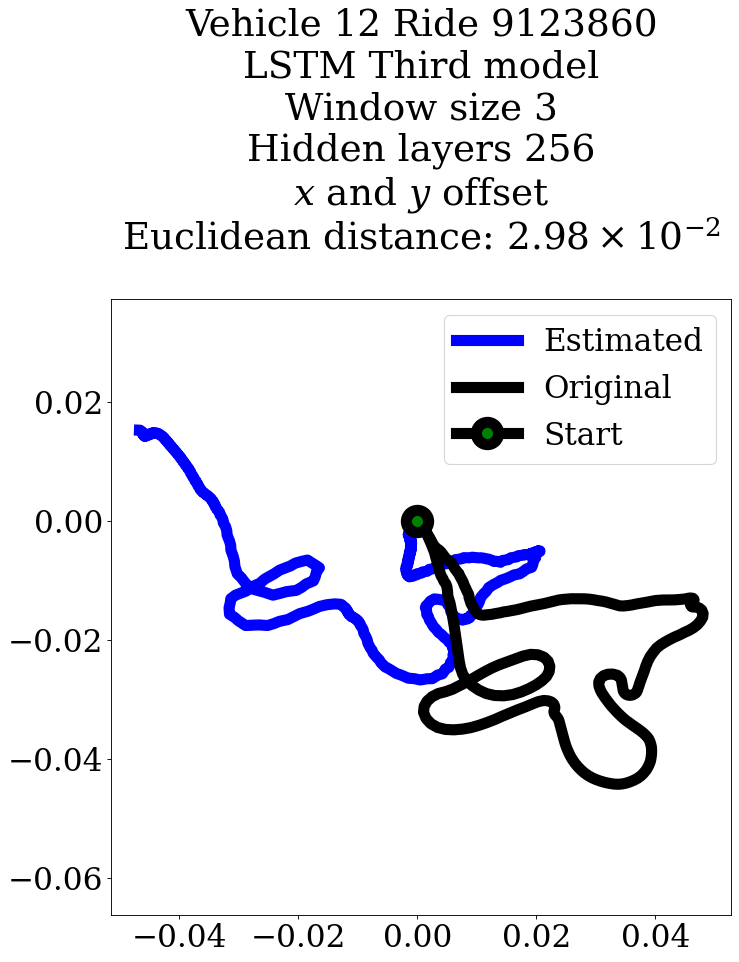 Vehicle 12 Ride 9123860
LSTM Third model
Window size 3
Hidden layers 256
x and y offset
Euclidean distance: 2.98 × 10⁻²
Estimated
Original
Start
0.02
0.00
−0.02
−0.04
−0.06
−0.04 −0.02 0.00 0.02 0.04